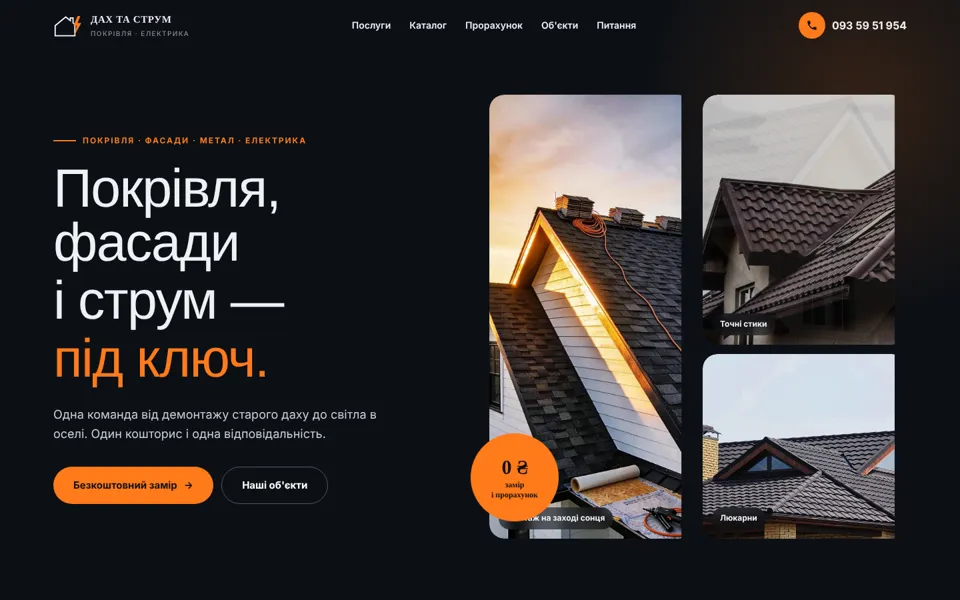 ДАХ ТА СТРУМ
ПОКРІВЛЯ · ЕЛЕКТРИКА
Послуги
Каталог
Прорахунок
Об'єкти
Питання
093 59 51 954
ПОКРІВЛЯ · ФАСАДИ · МЕТАЛ · ЕЛЕКТРИКА
Покрівля,
фасади
і струм —
під ключ.
Одна команда від демонтажу старого даху до світла в
оселі. Один кошторис і одна відповідальність.
Безкоштовний замір →
Наші об'єкти
0 ₴
замір
і прорахунок
на заході сонця
Точні стики
Люкарни